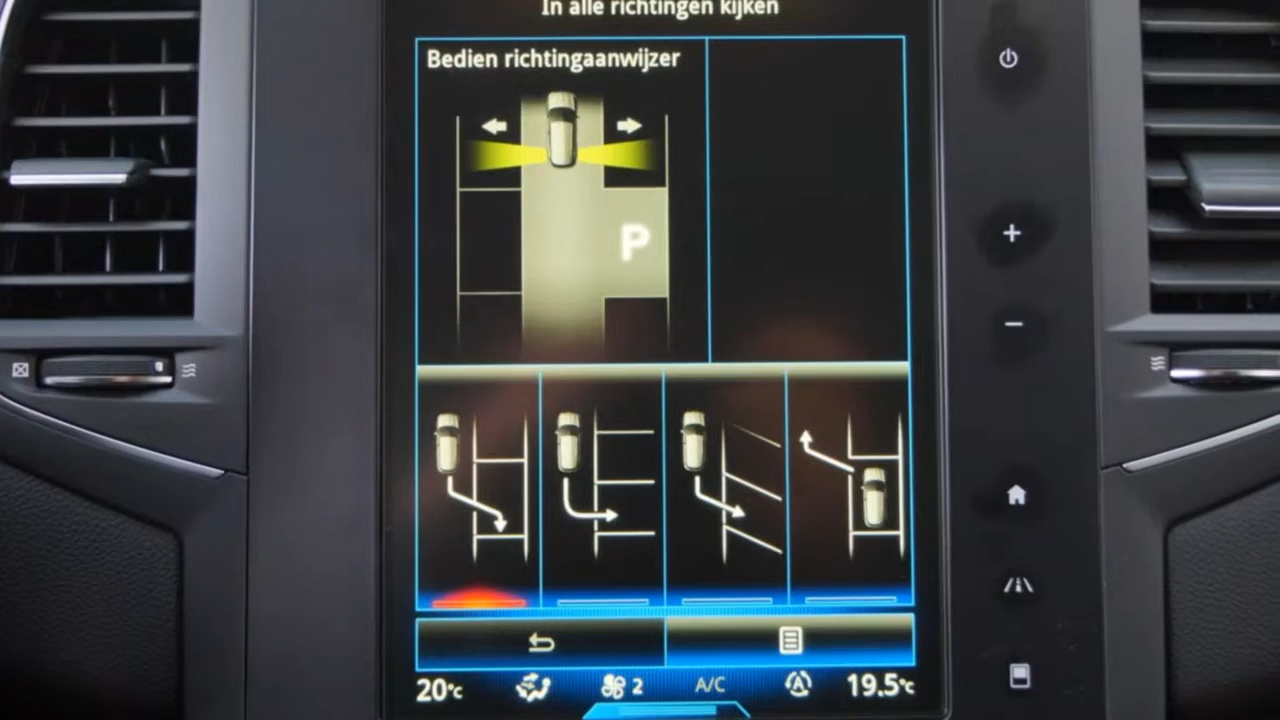 In alle richtingen kijken
Bedien richtingaanwijzer
P
20°C
2
A/C
A
19.5°C